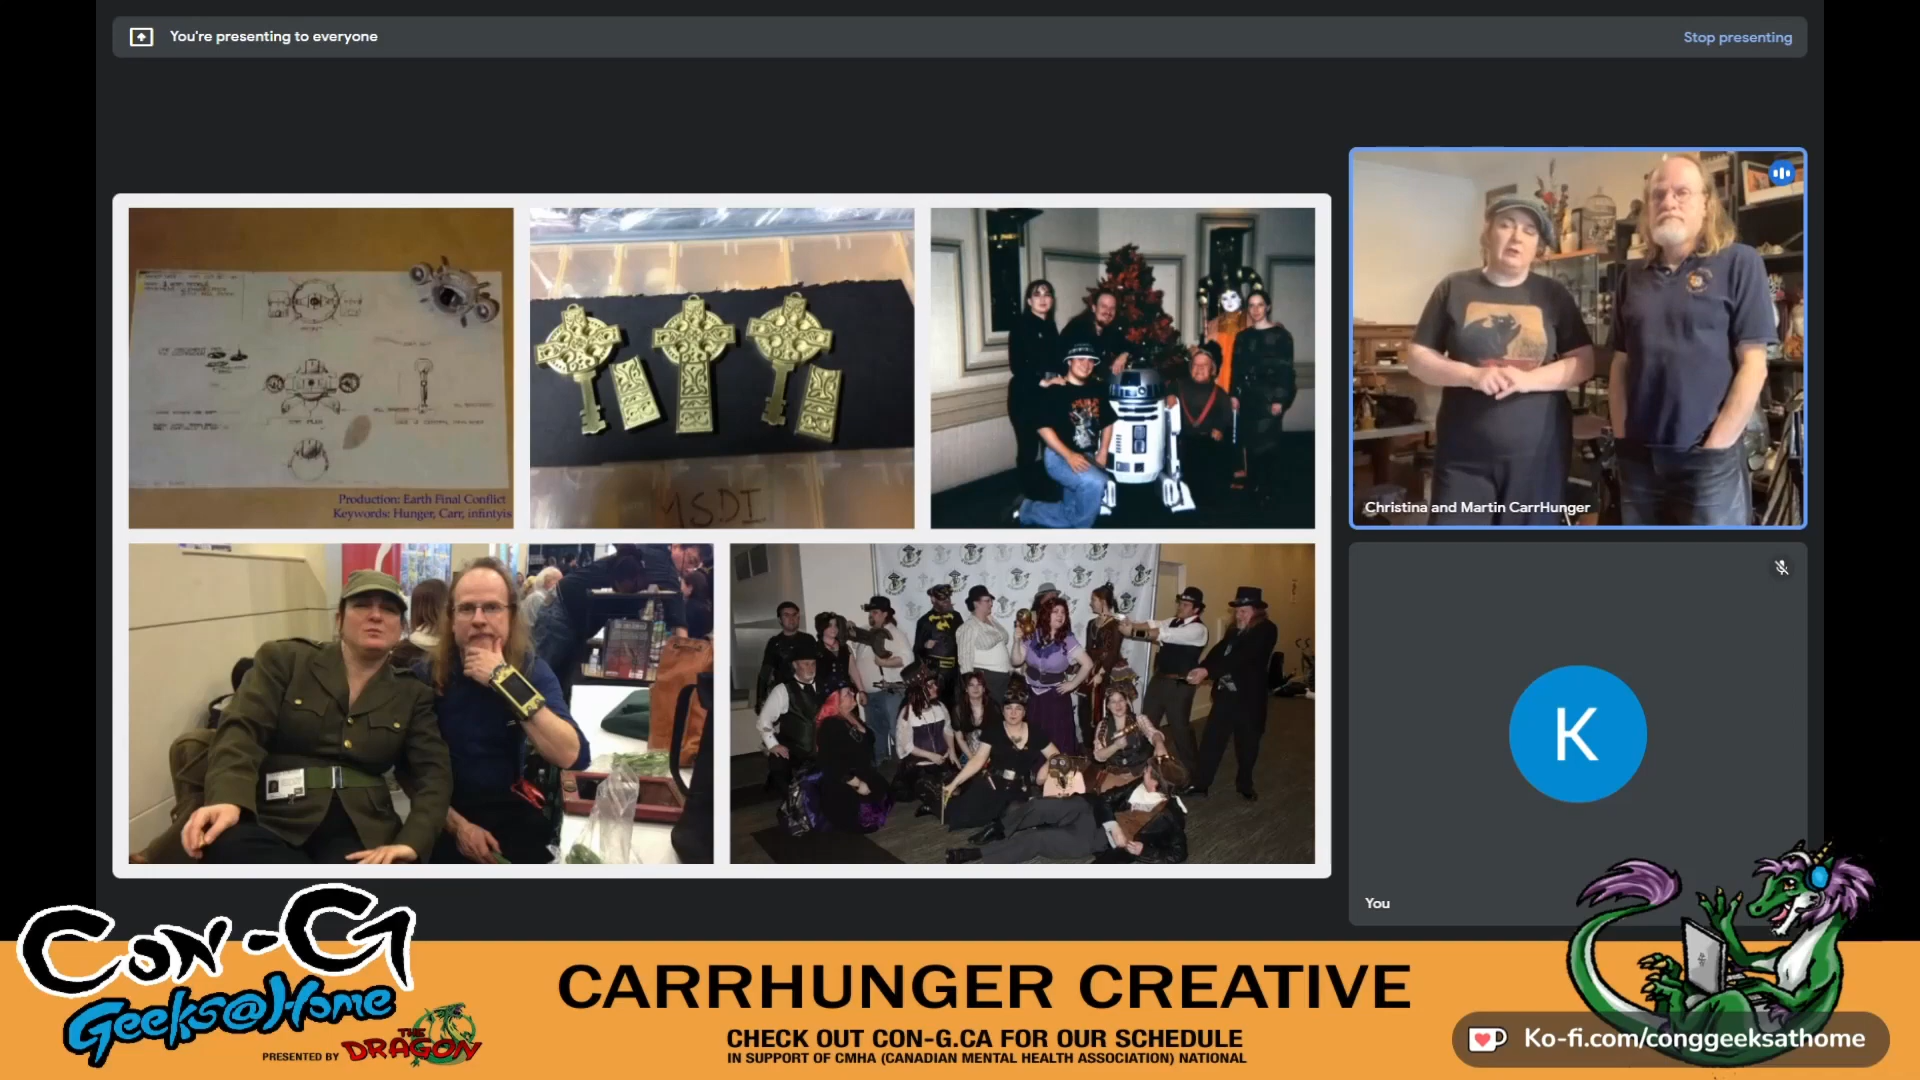 You're presenting to everyone
Stop presenting
Production: Earth Final Conflict
Keywords: Hunger, Carr, infintyis
MSDI
Christina and Martin CarrHunger
K
You
CON-G
Geeks@Home
PRESENTED BY THE DRAGON
CARRHUNGER CREATIVE
CHECK OUT CON-G.CA FOR OUR SCHEDULE
IN SUPPORT OF CMHA (CANADIAN MENTAL HEALTH ASSOCIATION) NATIONAL
Ko-fi.com/conggeeksathome